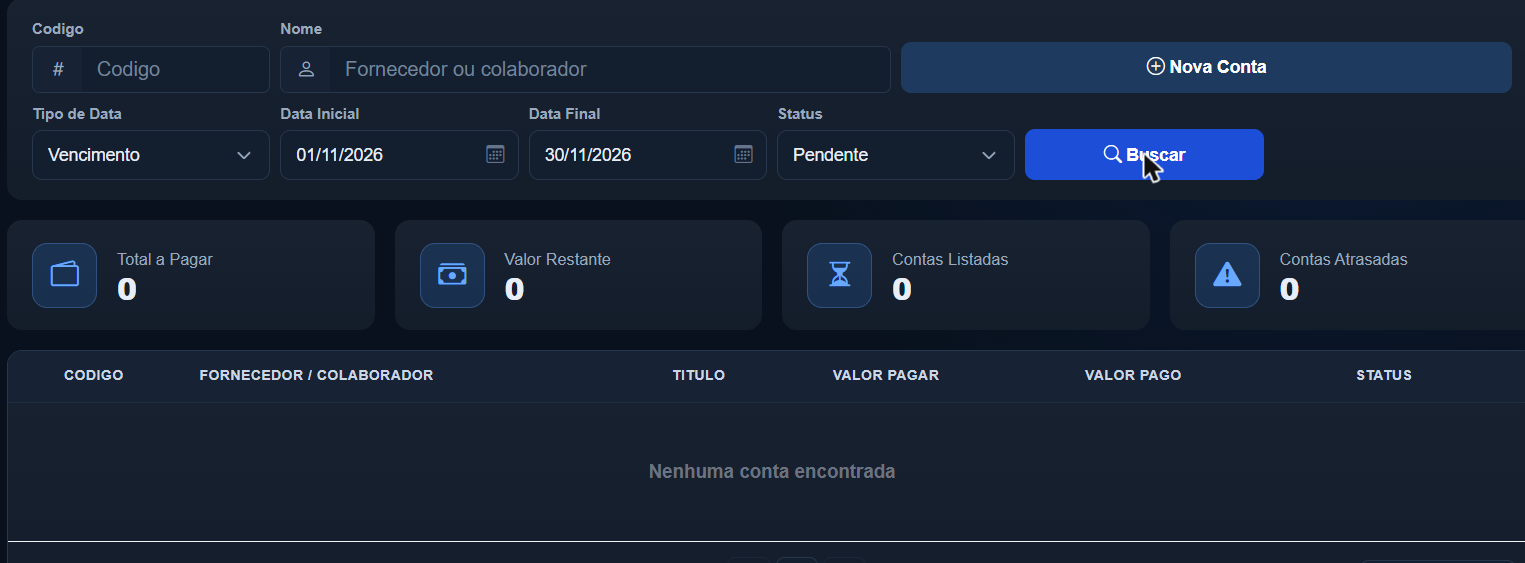 Codigo
Nome
# Codigo
Fornecedor ou colaborador
Nova Conta
Tipo de Data
Data Inicial
Data Final
Status
Vencimento
01/11/2026
30/11/2026
Pendente
Buscar
Total a Pagar
0
Valor Restante
0
Contas Listadas
0
Contas Atrasadas
0
CODIGO
FORNECEDOR / COLABORADOR
TITULO
VALOR PAGAR
VALOR PAGO
STATUS
Nenhuma conta encontrada